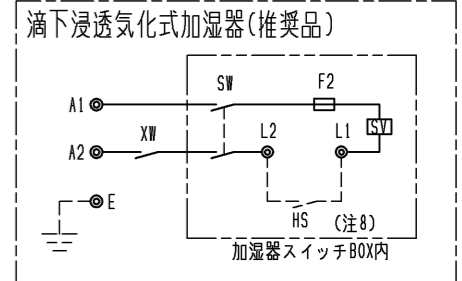 滴下浸透気化式加湿器(推奨品)
SW
F2
A1
SV
XW
L2
L1
A2
E
HS (注8)
加湿器スイッチBOX内